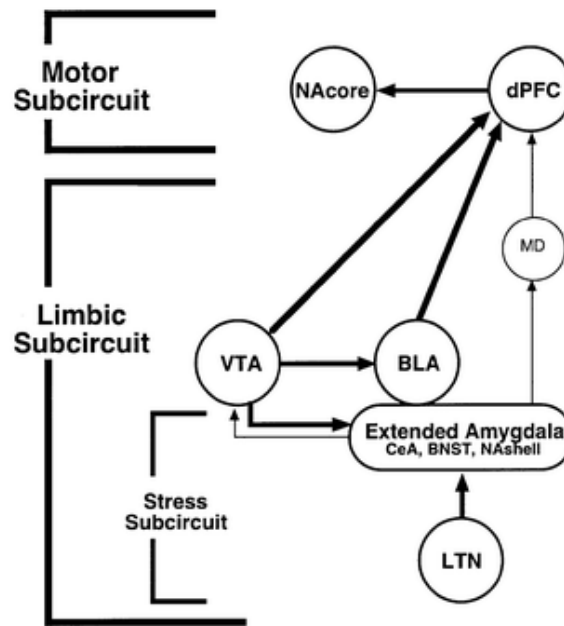 Motor
Subcircuit
NAcore
dPFC
MD
Limbic
Subcircuit
VTA
BLA
Extended Amygdala
CeA, BNST, NAshell
Stress
Subcircuit
LTN